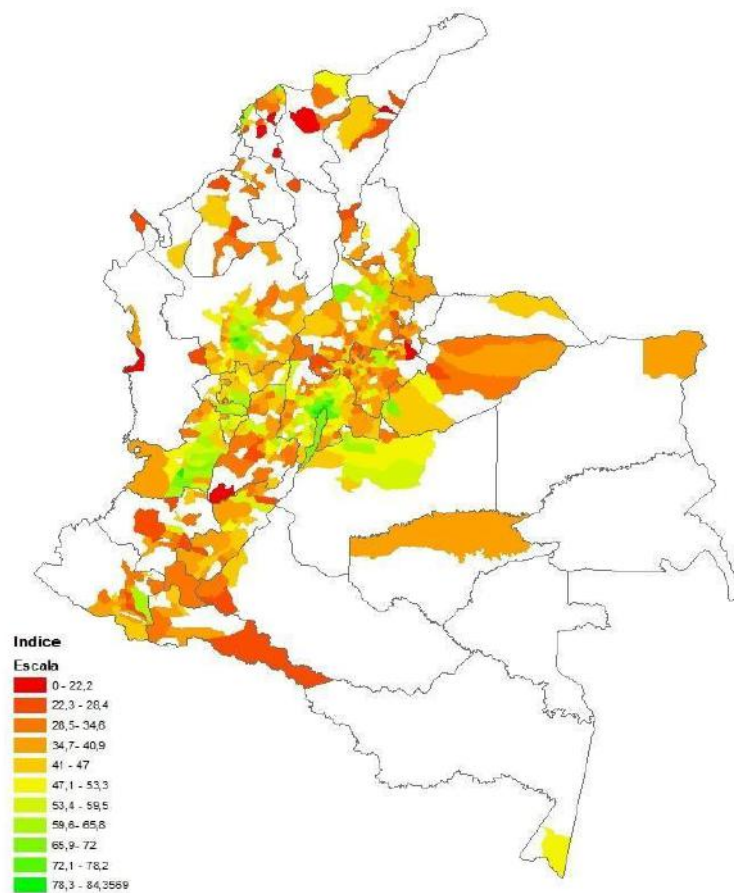 Indice
Escala
0 - 22,2
22,3 - 28,4
28,5- 34,6
34,7- 40,9
41 - 47
47,1 - 53,3
53,4 - 59,5
59,6- 65,8
65,9- 72
72,1 - 78,2
78,3 - 84,3569